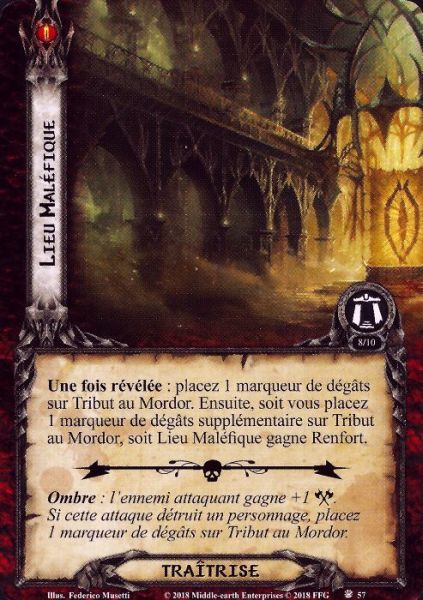 LIEU MALÉFIQUE
8/10
Une fois révélée : placez 1 marqueur de dégâts
sur Tribut au Mordor. Ensuite, soit vous placez
1 marqueur de dégâts supplémentaire sur Tribut
au Mordor, soit Lieu Maléfique gagne Renfort.
Ombre : l'ennemi attaquant gagne +1 .
Si cette attaque détruit un personnage, placez
1 marqueur de dégâts sur Tribut au Mordor.
TRAÎTRISE
Illus. Federico Musetti © 2018 Middle-earth Enterprises © 2018 FFG 57